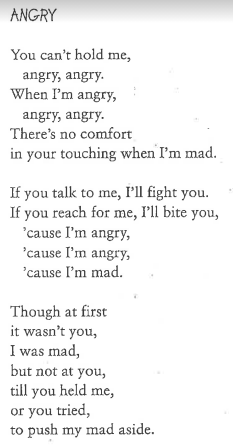 ANGRY
You can't hold me,
angry, angry.
When I'm angry,
angry, angry.
There's no comfort
in your touching when I'm mad.
If you talk to me, I'll fight you.
If you reach for me, I'll bite you,
'cause I'm angry,
'cause I'm angry,
'cause I'm mad.
Though at first
it wasn't you,
I was mad,
but not at you,
till you held me,
or you tried,
to push my mad aside.